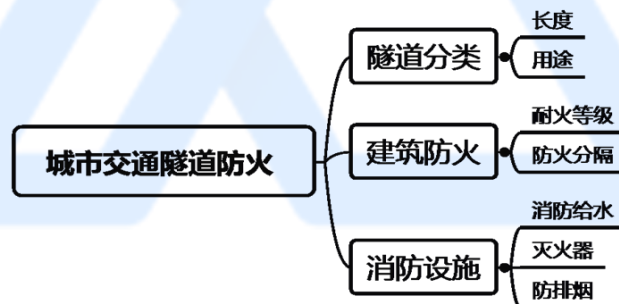 城市交通隧道防火
隧道分类
长度
用途
建筑防火
耐火等级
防火分隔
消防设施
消防给水
灭火器
防排烟